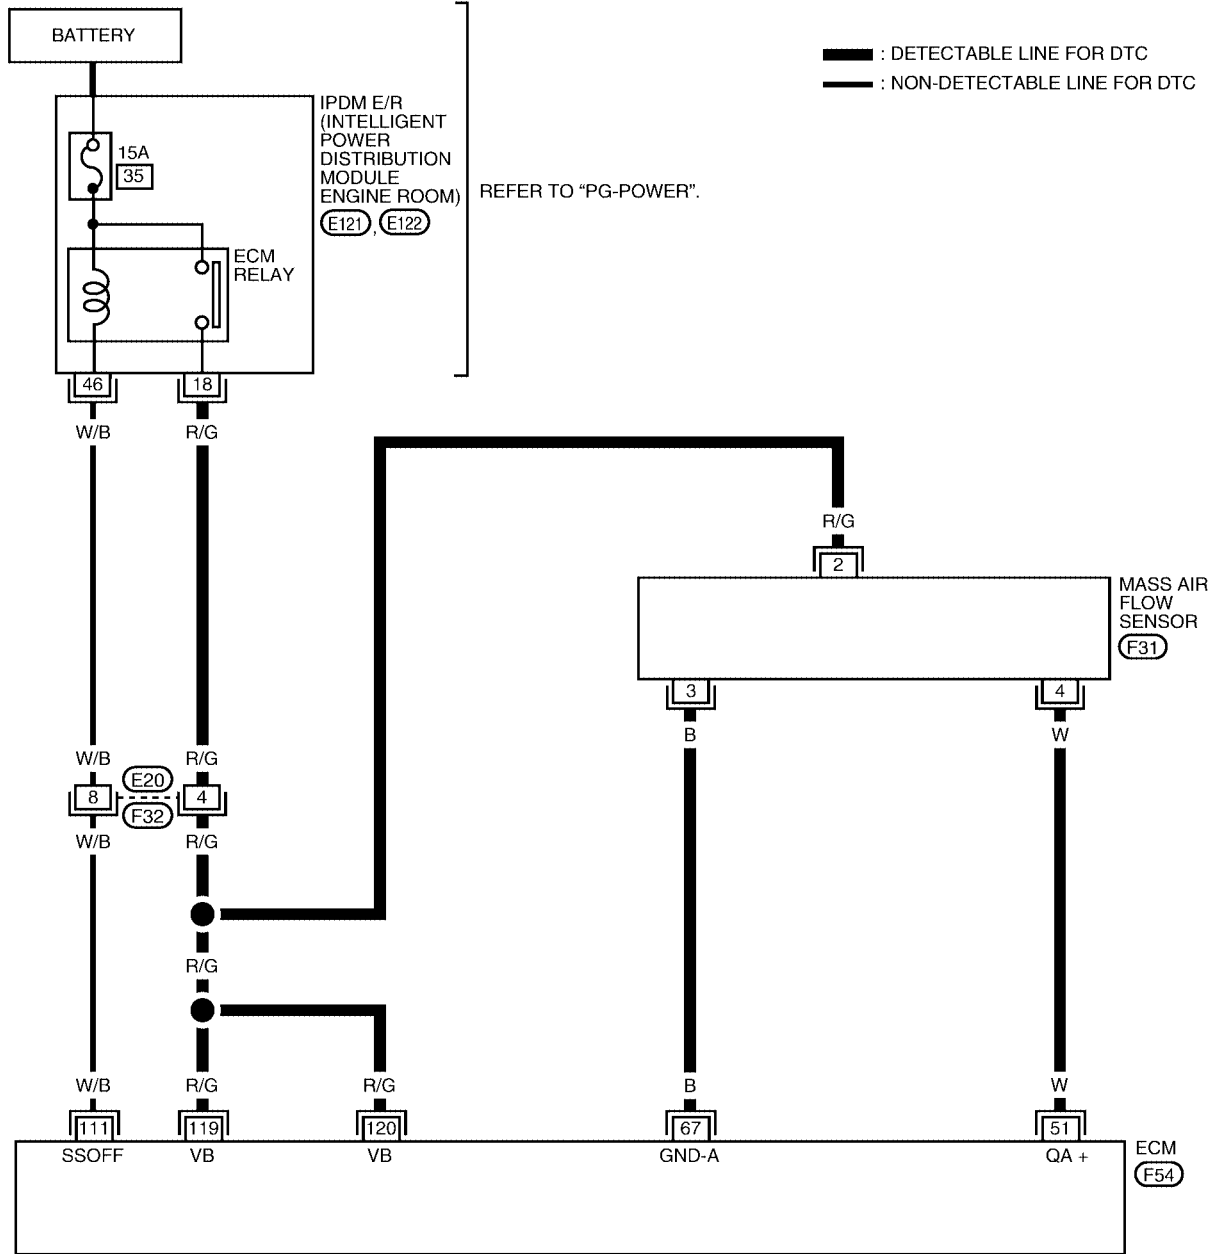 BATTERY
: DETECTABLE LINE FOR DTC
: NON-DETECTABLE LINE FOR DTC
IPDM E/R
(INTELLIGENT
POWER
DISTRIBUTION
MODULE
ENGINE ROOM)
E121 , E122
15A
35
REFER TO “PG-POWER”.
ECM
RELAY
46
18
W/B
R/G
R/G
2
MASS AIR
FLOW
SENSOR
F31
3
4
B
W
W/B
R/G
E20
8
4
F32
W/B
R/G
R/G
W/B
R/G
R/G
B
W
111
119
120
67
51
SSOFF
VB
VB
GND-A
QA +
ECM
F54